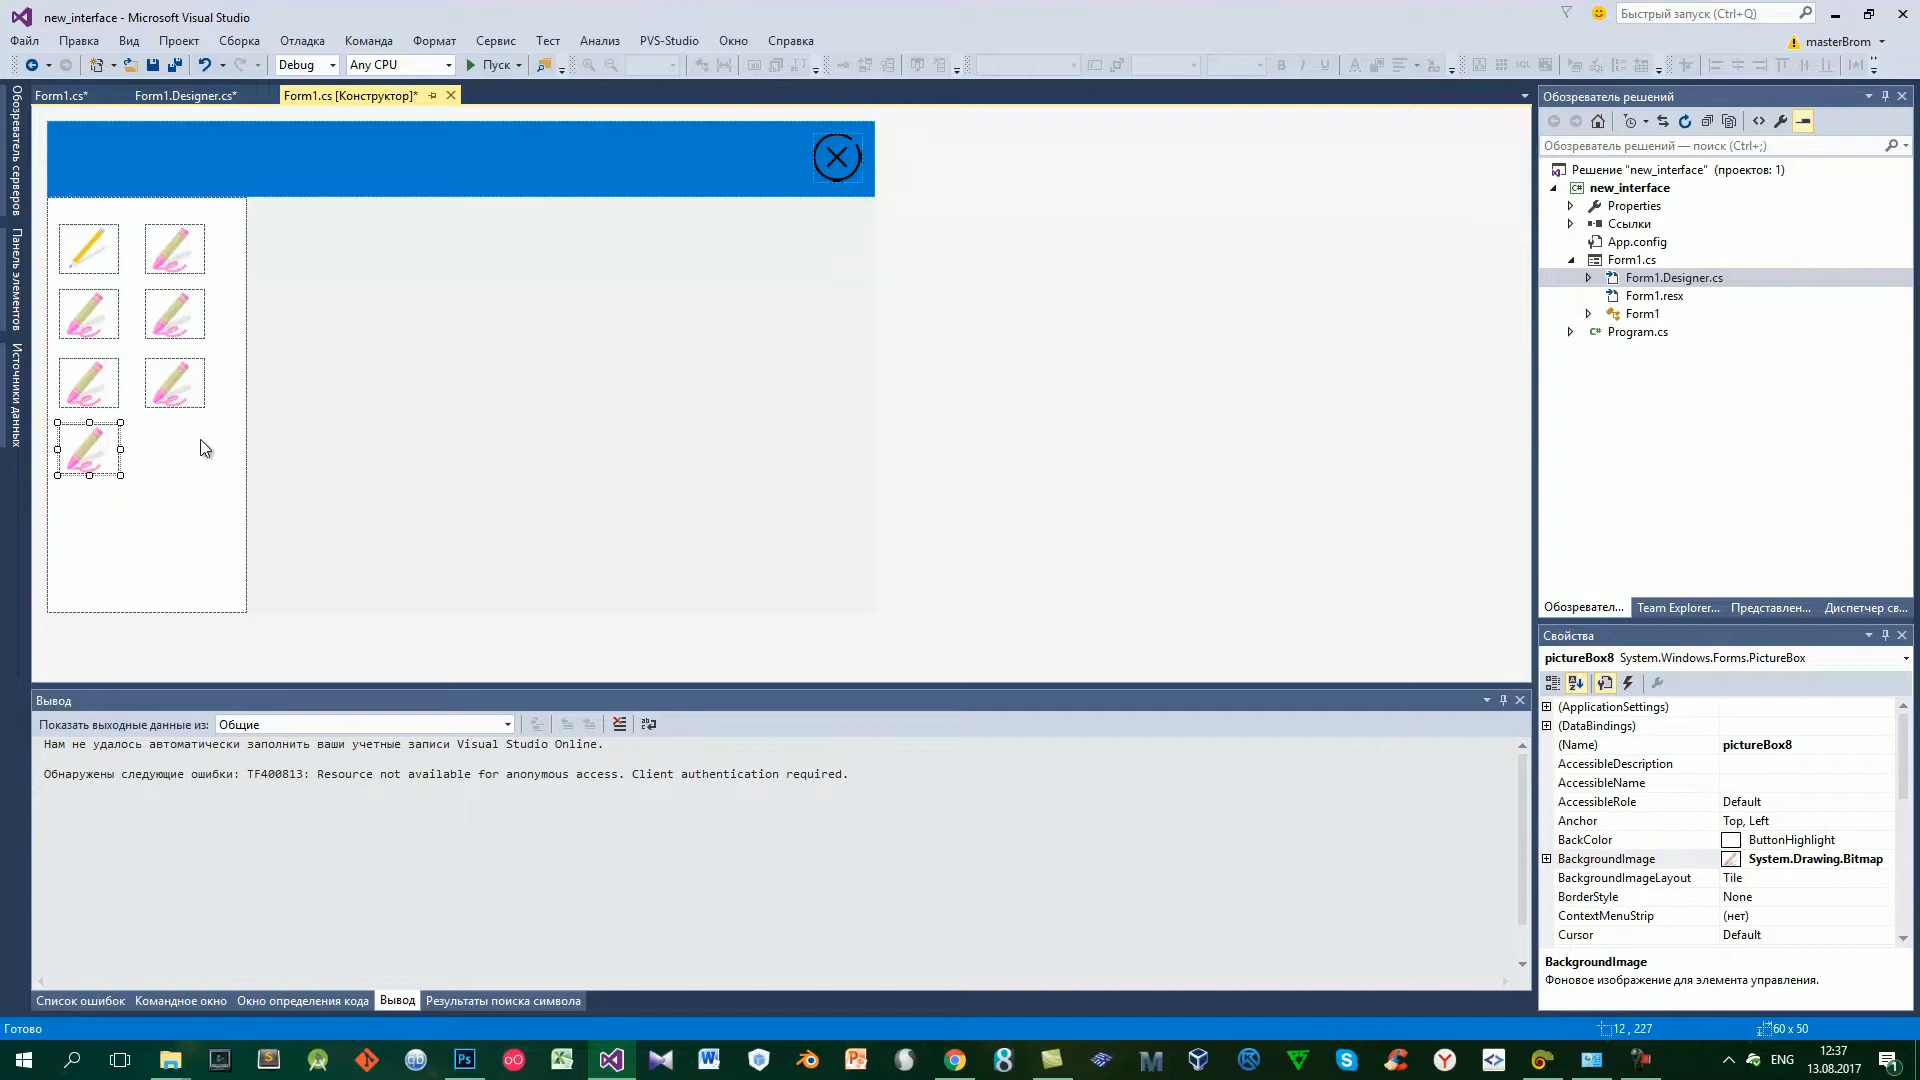 new_interface - Microsoft Visual Studio
Быстрый запуск (Ctrl+Q)
Файл Правка Вид Проект Сборка Отладка Команда Формат Сервис Тест Анализ PVS-Studio Окно Справка
masterBrom
Debug Any CPU Пуск
Form1.cs* Form1.Designer.cs* Form1.cs [Конструктор]*
Обозреватель серверов
Панель элементов
Источники данных
Обозреватель решений
Обозреватель решений — поиск (Ctrl+;)
Решение "new_interface" (проектов: 1)
new_interface
Properties
Ссылки
App.config
Form1.cs
Form1.Designer.cs
Form1.resx
Form1
Program.cs
Обозревател... Team Explorer... Представлен... Диспетчер св...
Свойства
pictureBox8 System.Windows.Forms.PictureBox
(ApplicationSettings)
(DataBindings)
(Name) pictureBox8
AccessibleDescription
AccessibleName
AccessibleRole Default
Anchor Top, Left
BackColor ButtonHighlight
BackgroundImage System.Drawing.Bitmap
BackgroundImageLayout Tile
BorderStyle None
ContextMenuStrip (нет)
Cursor Default
BackgroundImage
Фоновое изображение для элемента управления.
Вывод
Показать выходные данные из: Общие
Нам не удалось автоматически заполнить ваши учетные записи Visual Studio Online.
Обнаружены следующие ошибки: TF400813: Resource not available for anonymous access. Client authentication required.
Список ошибок Командное окно Окно определения кода Вывод Результаты поиска символа
Готово 12 , 227 60 x 50
ENG
12:37
13.08.2017